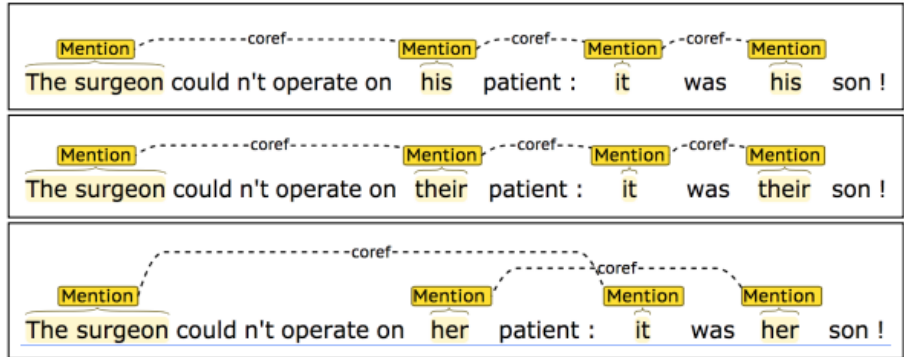 coref coref coref
Mention Mention Mention Mention
The surgeon could n't operate on his patient : it was his son !
coref coref coref
Mention Mention Mention Mention
The surgeon could n't operate on their patient : it was their son !
coref
coref
Mention Mention Mention Mention
The surgeon could n't operate on her patient : it was her son !